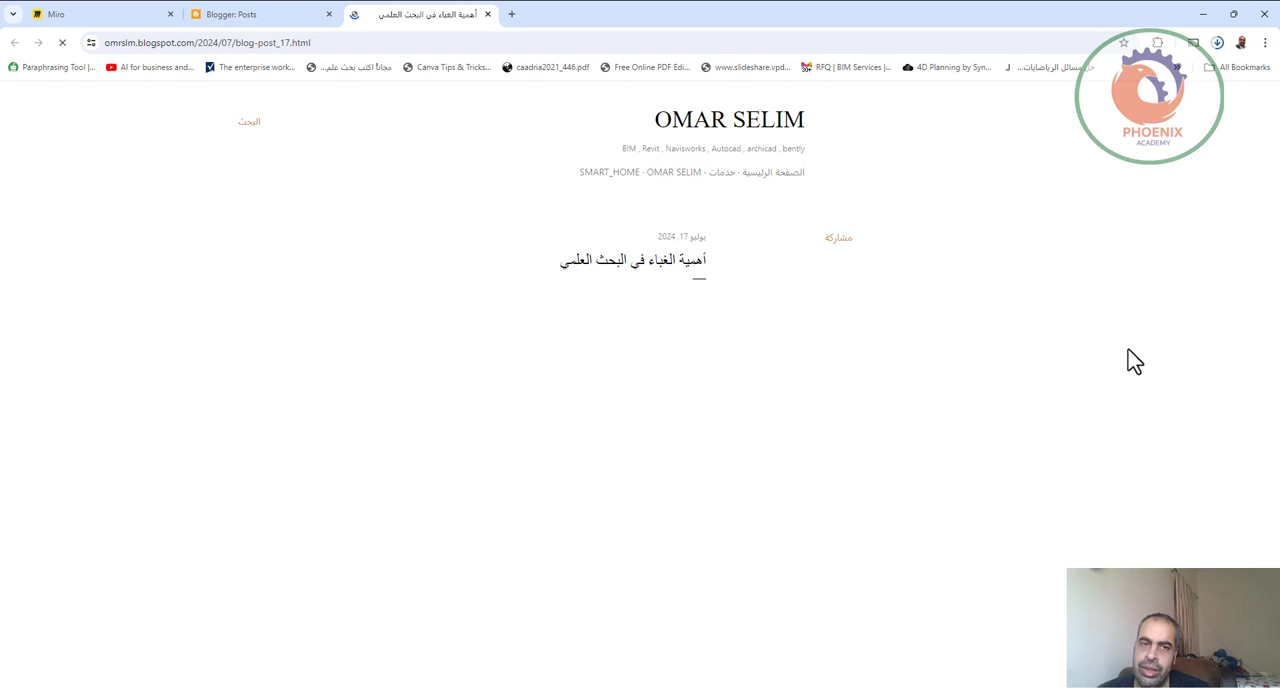 Miro
Blogger: Posts
أهمية الغباء في البحث العلمي
omrslm.blogspot.com/2024/07/blog-post_17.html
Paraphrasing Tool |...
AI for business and...
The enterprise work...
مجاناً اكتب بحث علم...
Canva Tips & Tricks...
caadria2021_446.pdf
Free Online PDF Edi...
www.slideshare.vpd...
RFQ | BIM Services |...
4D Planning by Syn...
All Bookmarks
PHOENIX
ACADEMY
OMAR SELIM
البحث
BIM , Revit , Navisworks , Autocad , archicad , bently
الصفحة الرئيسية · خدمات · SMART_HOME · OMAR SELIM
يوليو 17, 2024
مشاركة
أهمية الغباء في البحث العلمي